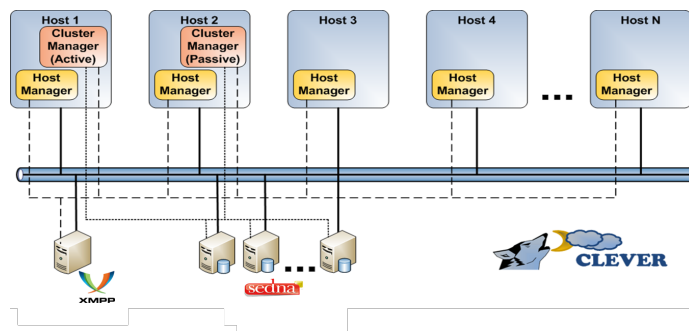 Host 1
Host 2
Host 3
Host 4
Host N
Cluster
Manager
(Active)
Cluster
Manager
(Passive)
Host
Manager
Host
Manager
Host
Manager
Host
Manager
Host
Manager
XMPP
sedna
CLEVER